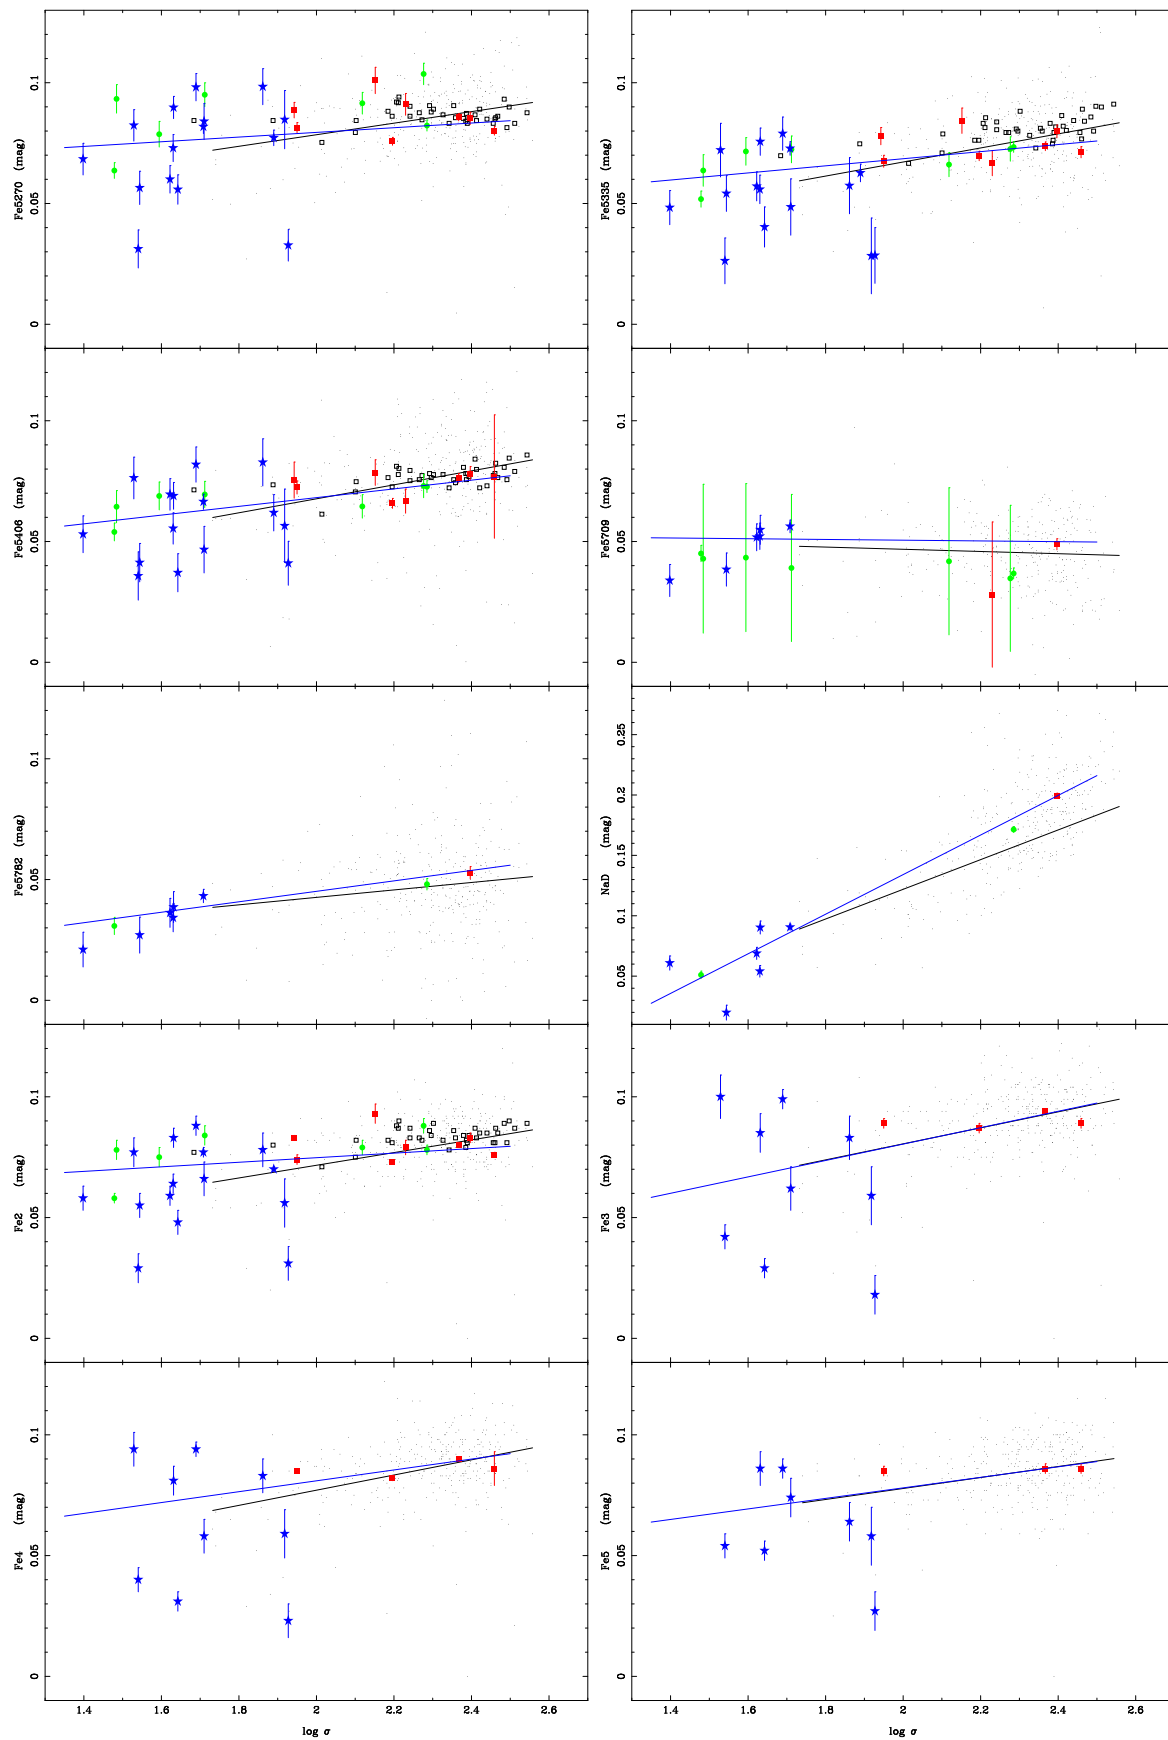 0.1
0.05
0
Fe5270 (mag)
0.1
0.05
0
Fe5335 (mag)
0.1
0.05
0
Fe5406 (mag)
0.1
0.05
0
Fe5709 (mag)
0.1
0.05
0
Fe5782 (mag)
0.25
0.2
0.15
0.1
0.05
NaD (mag)
0.1
0.05
0
Fe2 (mag)
0.1
0.05
0
Fe3 (mag)
0.1
0.05
0
Fe4 (mag)
0.1
0.05
0
Fe5 (mag)
1.4 1.6 1.8 2 2.2 2.4 2.6
1.4 1.6 1.8 2 2.2 2.4 2.6
log σ
log σ